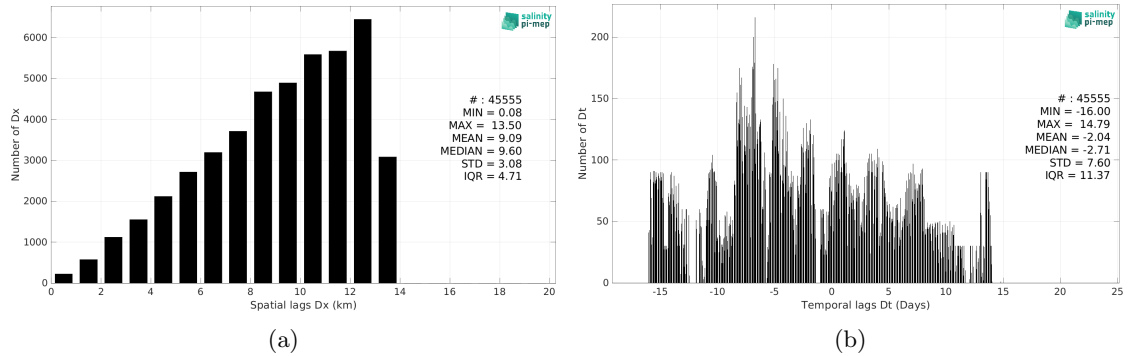 salinity
pi-mep
# : 45555
MIN = 0.08
MAX = 13.50
MEAN = 9.09
MEDIAN = 9.60
STD = 3.08
IQR = 4.71
Number of Dx
6000
5000
4000
3000
2000
1000
0
0 2 4 6 8 10 12 14 16 18 20
Spatial lags Dx (km)
(a)
salinity
pi-mep
# : 45555
MIN = -16.00
MAX = 14.79
MEAN = -2.04
MEDIAN = -2.71
STD = 7.60
IQR = 11.37
Number of Dt
200
150
100
50
0
-15 -10 -5 0 5 10 15 20 25
Temporal lags Dt (Days)
(b)